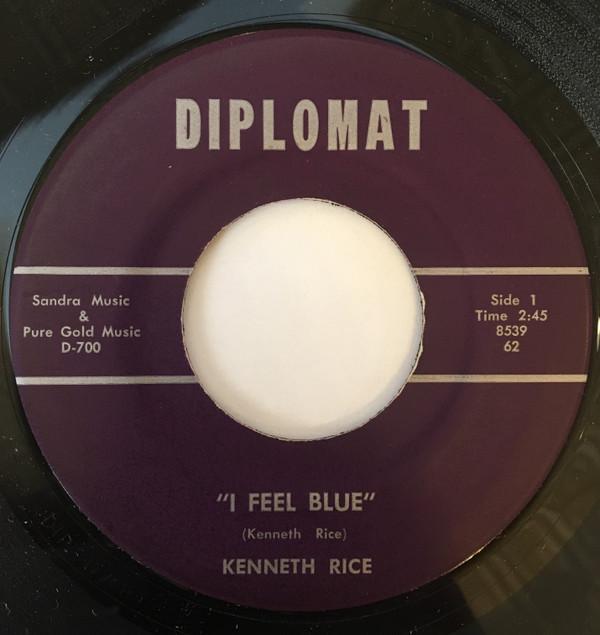 DIPLOMAT
Sandra Music
&
Pure Gold Music
D-700
Side 1
Time 2:45
8539
62
"I FEEL BLUE"
(Kenneth Rice)
KENNETH RICE